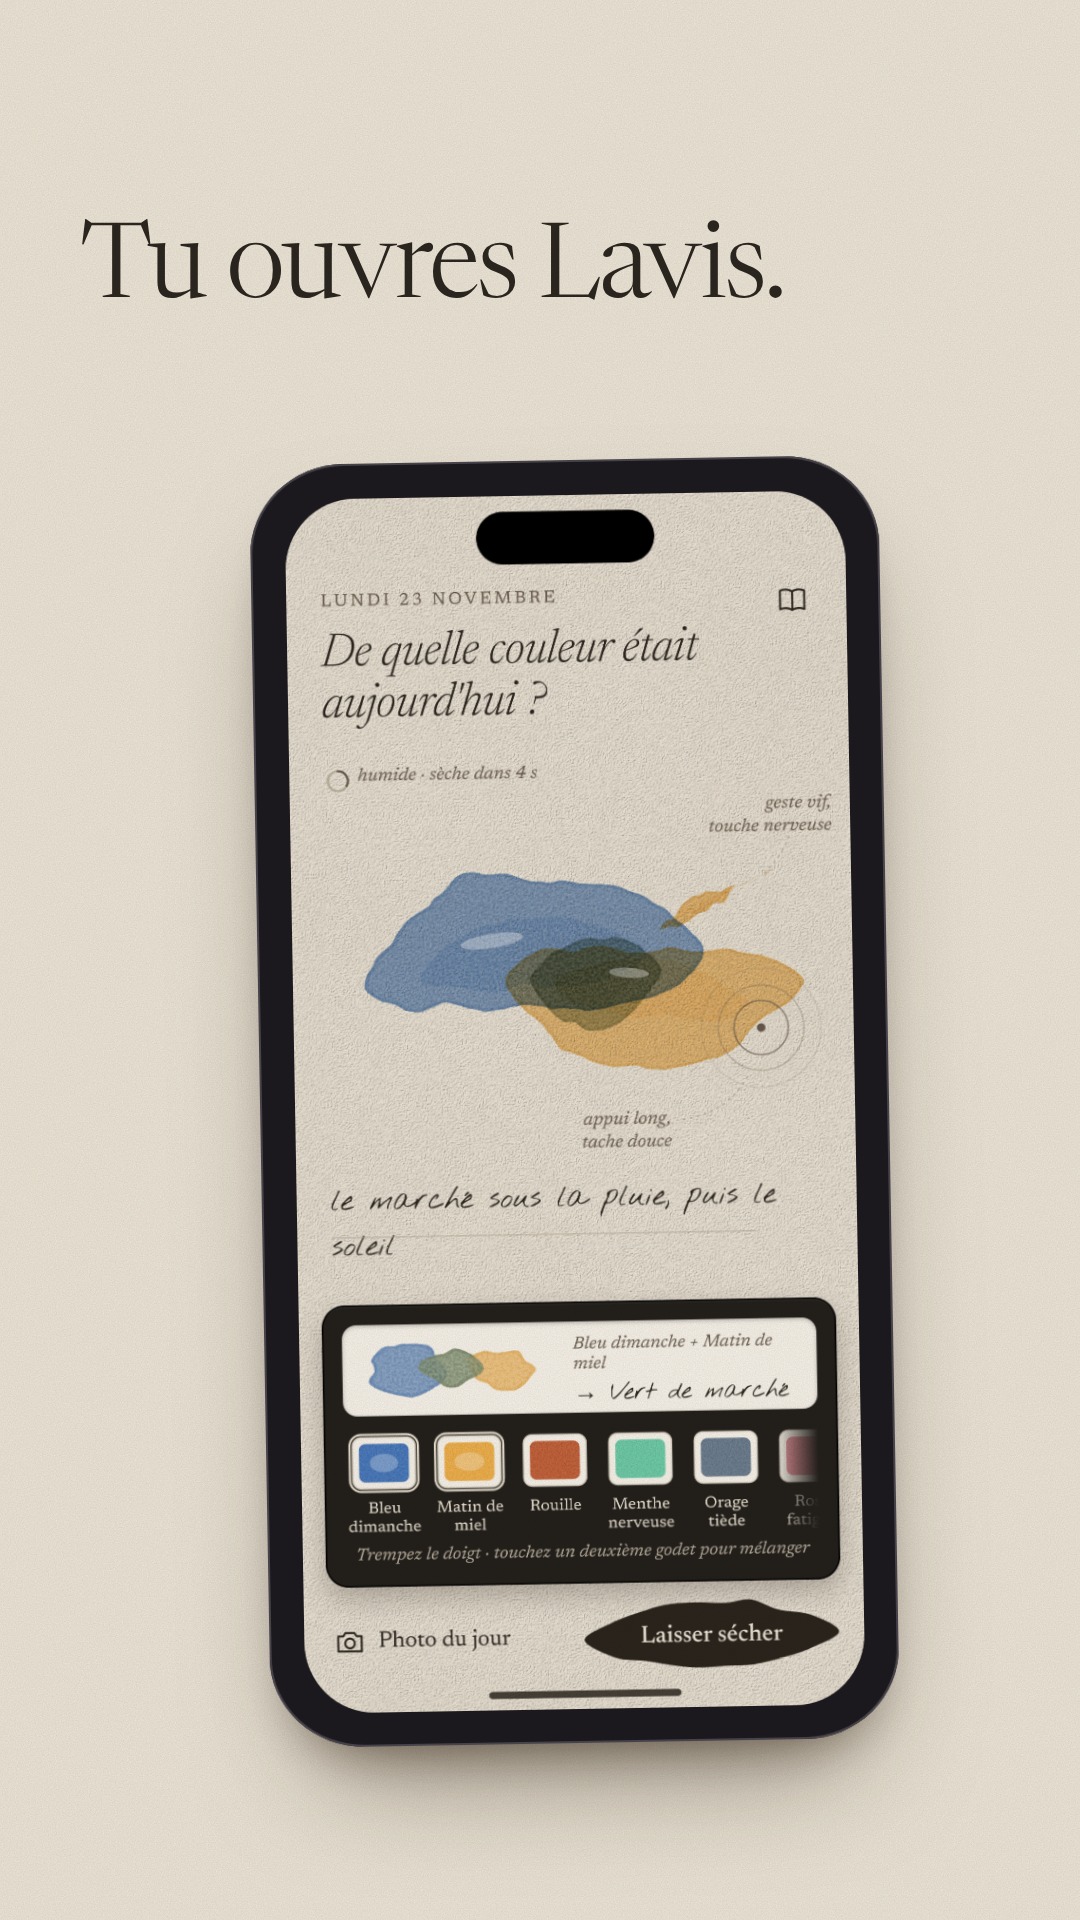 Tu ouvres Lavis.
LUNDI 23 NOVEMBRE
De quelle couleur était
aujourd'hui ?
humide · sèche dans 4 s
geste vif,
touche nerveuse
appui long,
tache douce
le marché sous la pluie, puis le
soleil
Bleu dimanche + Matin de
miel
→ Vert de marché
Bleu
dimanche
Matin de
miel
Rouille
Menthe
nerveuse
Orage
tiède
Trempez le doigt · touchez un deuxième godet pour mélanger
Photo du jour
Laisser sécher